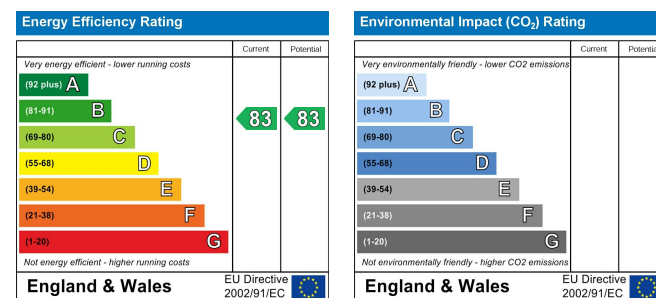 Energy Efficiency Rating
Current Potential
Very energy efficient - lower running costs
(92 plus) A
(81-91) B
(69-80) C
(55-68) D
(39-54) E
(21-38) F
(1-20) G
83 83
Not energy efficient - higher running costs
England & Wales
EU Directive
2002/91/EC
Environmental Impact (CO₂) Rating
Current Potentia
Very environmentally friendly - lower CO2 emissions
(92 plus) A
(81-91) B
(69-80) C
(55-68) D
(39-54) E
(21-38) F
(1-20) G
Not environmentally friendly - higher CO2 emissions
England & Wales
EU Directive
2002/91/EC